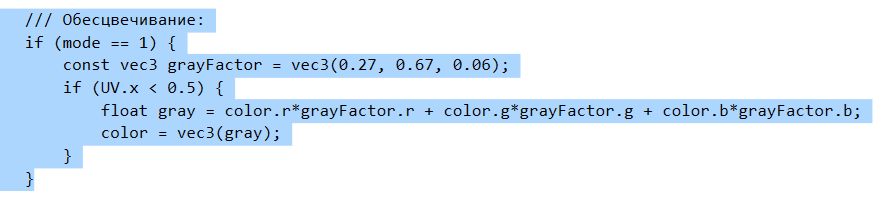 /// Обесцвечивание:
if (mode == 1) {
const vec3 grayFactor = vec3(0.27, 0.67, 0.06);
if (UV.x < 0.5) {
float gray = color.r*grayFactor.r + color.g*grayFactor.g + color.b*grayFactor.b;
color = vec3(gray);
}
}